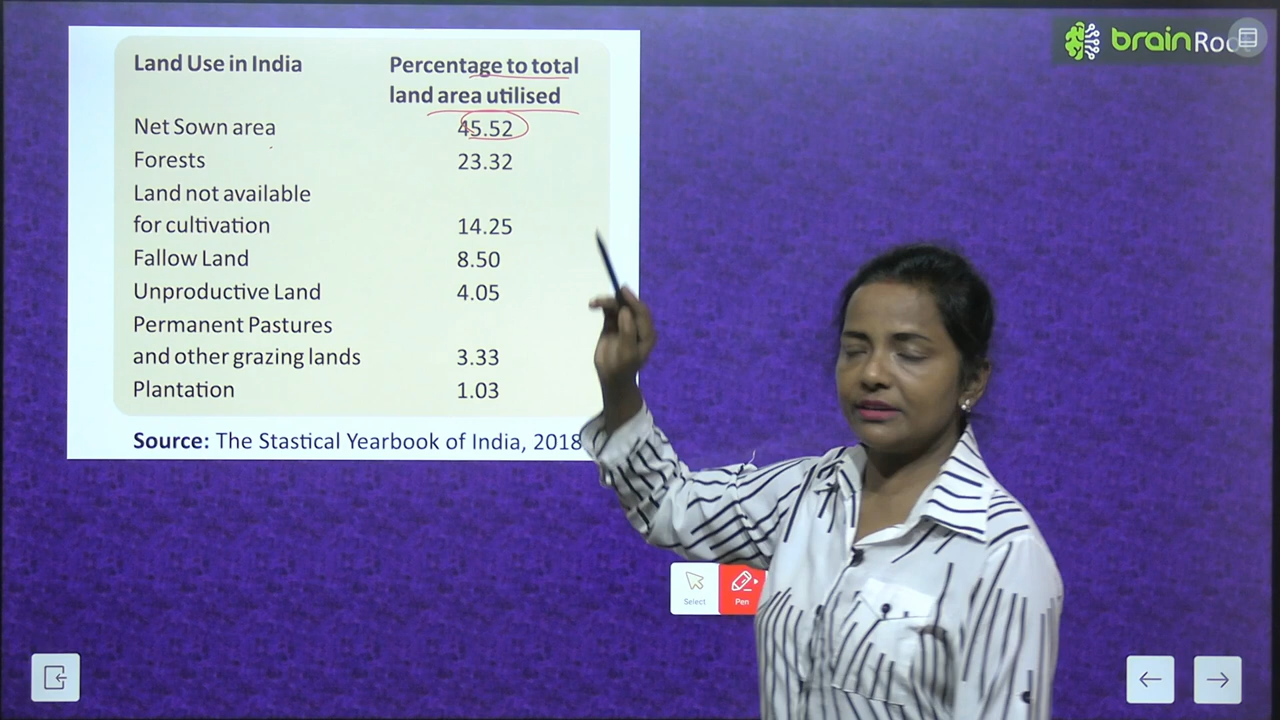 Land Use in India
Percentage to total
land area utilised
Net Sown area 45.52
Forests 23.32
Land not available
for cultivation 14.25
Fallow Land 8.50
Unproductive Land 4.05
Permanent Pastures
and other grazing lands 3.33
Plantation 1.03
Source: The Stastical Yearbook of India, 2018
brain
Select
Pen